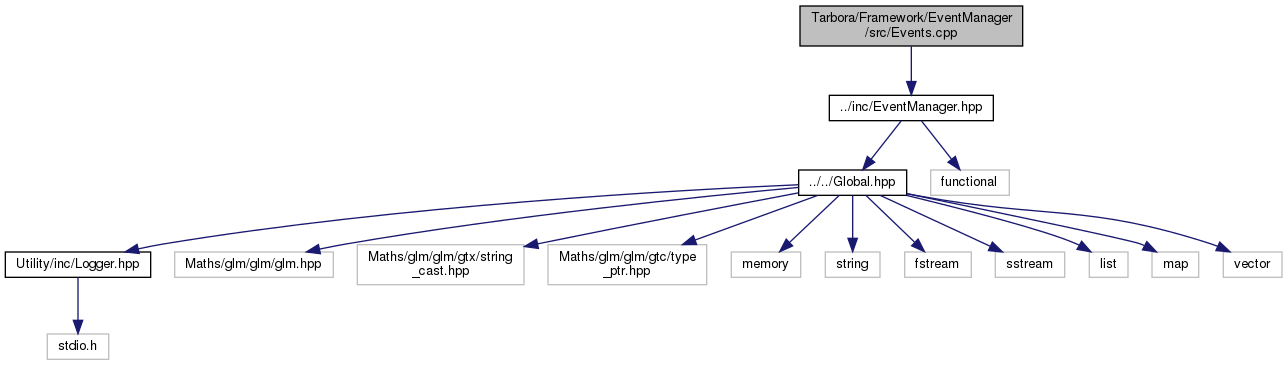 Tarbora/Framework/EventManager
/src/Events.cpp
../inc/EventManager.hpp
../../Global.hpp
functional
Utility/inc/Logger.hpp
Maths/glm/glm/glm.hpp
Maths/glm/glm/gtx/string
_cast.hpp
Maths/glm/glm/gtc/type
_ptr.hpp
memory
string
fstream
sstream
list
map
vector
stdio.h